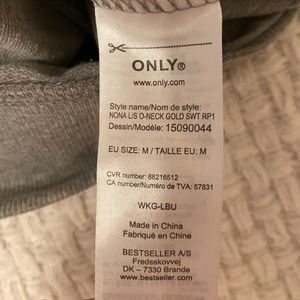 ONLY®
www.only.com
Style name/Nom de style:
NONA L/S O-NECK GOLD SWT RP1
Dessin/Modèle: 15090044
EU SIZE: M / TAILLE EU: M
CVR number: 88216512
CA number/Numéro de TVA: 57831
WKG-LBU
Made in China
Fabriqué en Chine
BESTSELLER A/S
Fredsskovvej
DK – 7330 Brande
www.bestseller.com